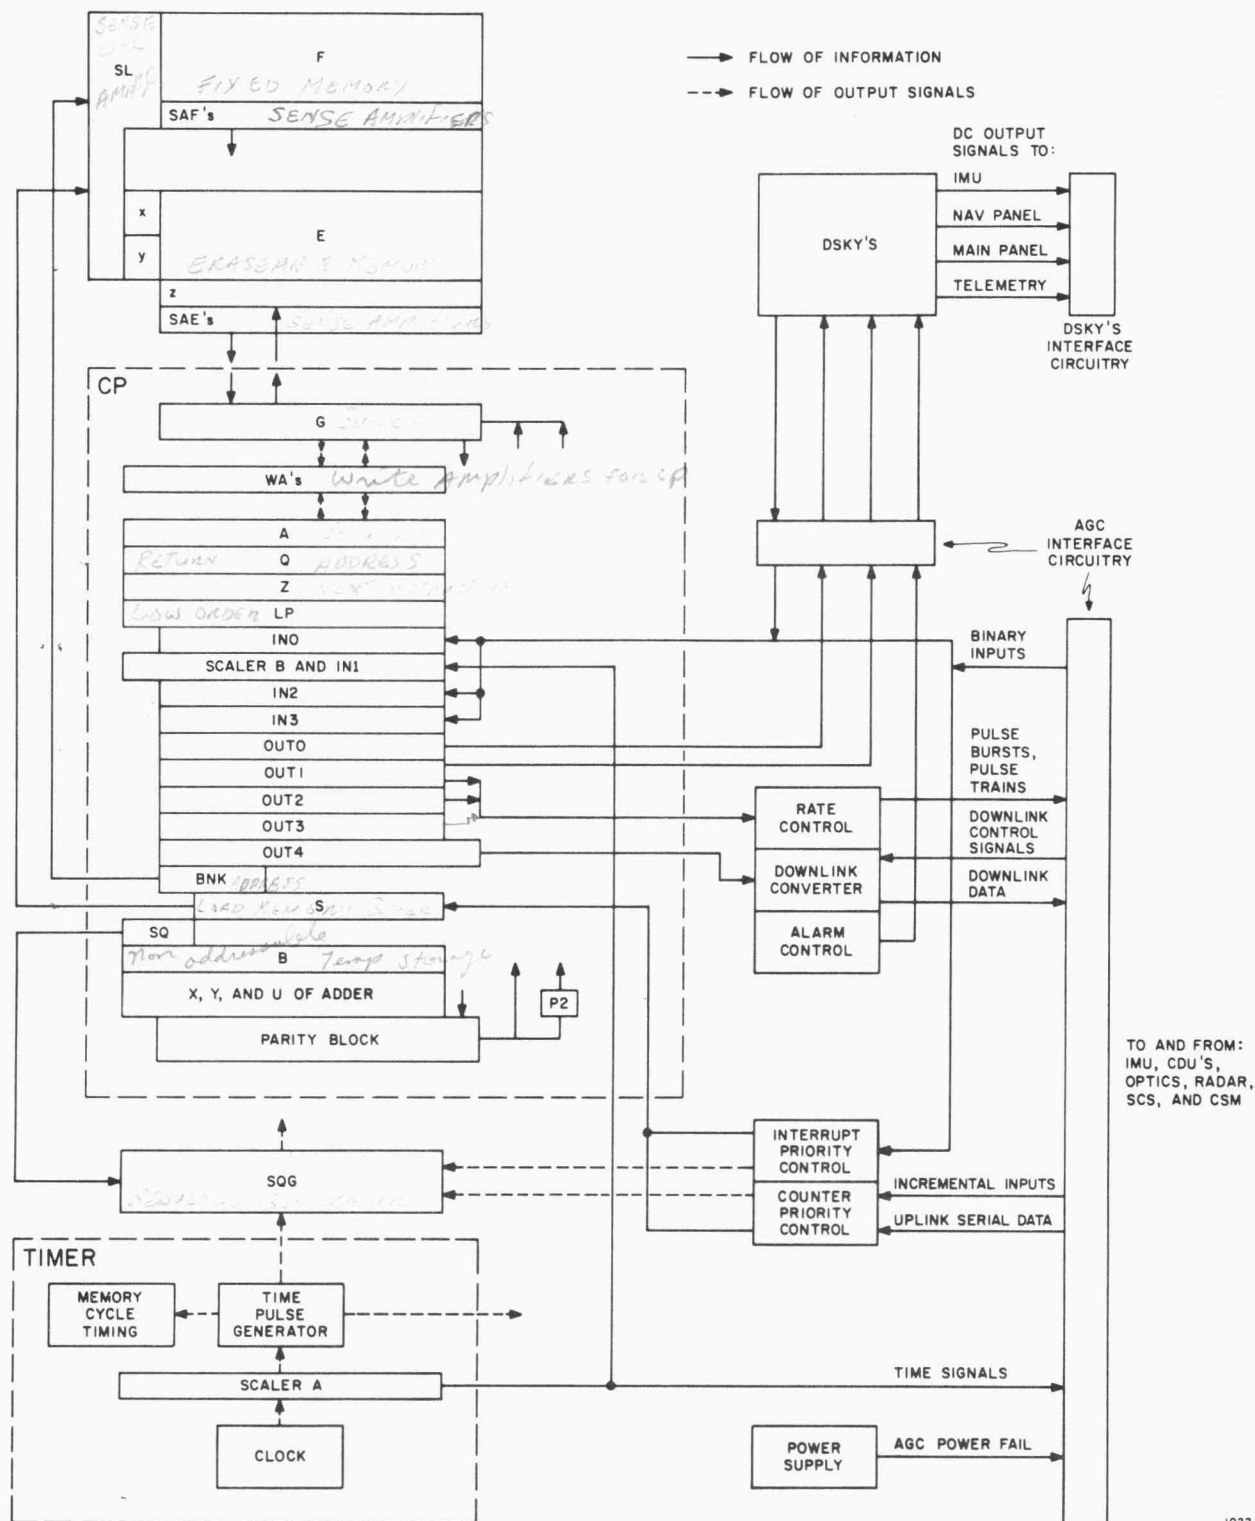 SENSE
LINE
SL
AMP
F
FIXED MEMORY
SAF's SENSE AMPLIFIERS
x
y
E
ERASEABLE MEMORY
z
SAE's SENSE AMPLIFIERS
FLOW OF INFORMATION
FLOW OF OUTPUT SIGNALS
DC OUTPUT
SIGNALS TO:
IMU
NAV PANEL
MAIN PANEL
TELEMETRY
DSKY'S
DSKY'S
INTERFACE
CIRCUITRY
CP
G
WA's Write AMPlifiERS FOR CP
A
RETURN Q ADDRESS
Z
LOW ORDER LP
IN0
SCALER B AND IN1
IN2
IN3
OUT0
OUT1
OUT2
OUT3
OUT4
BNK ADDRESS
S
SQ
Non addressable
B Temp Storage
X, Y, AND U OF ADDER
PARITY BLOCK
P2
AGC
INTERFACE
CIRCUITRY
BINARY
INPUTS
PULSE
BURSTS,
PULSE
TRAINS
DOWNLINK
CONTROL
SIGNALS
DOWNLINK
DATA
RATE
CONTROL
DOWNLINK
CONVERTER
ALARM
CONTROL
TO AND FROM:
IMU, CDU'S,
OPTICS, RADAR,
SCS, AND CSM
INTERRUPT
PRIORITY
CONTROL
COUNTER
PRIORITY
CONTROL
INCREMENTAL INPUTS
UPLINK SERIAL DATA
SQG
TIMER
MEMORY
CYCLE
TIMING
TIME
PULSE
GENERATOR
SCALER A
CLOCK
TIME SIGNALS
POWER
SUPPLY
AGC POWER FAIL